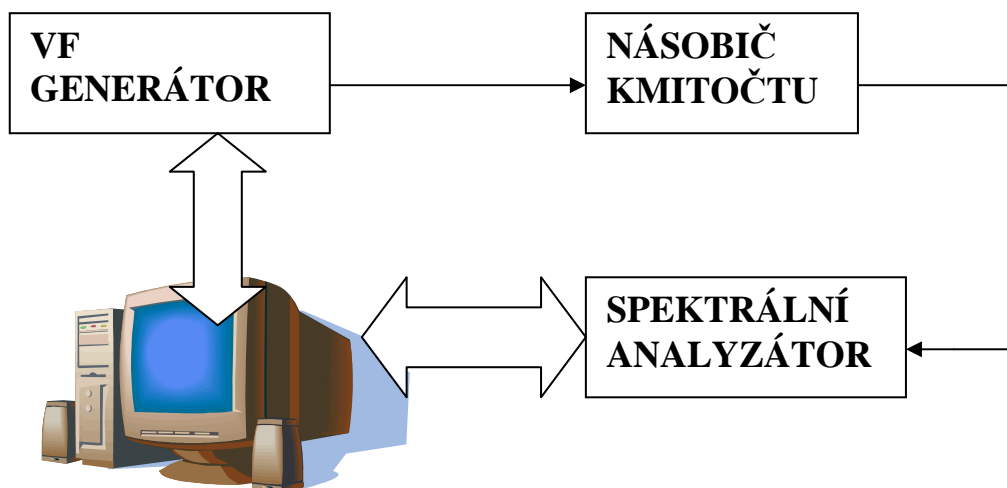 VF
GENERÁTOR
NÁSOBIČ
KMITOČTU
SPEKTRÁLNÍ
ANALYZÁTOR